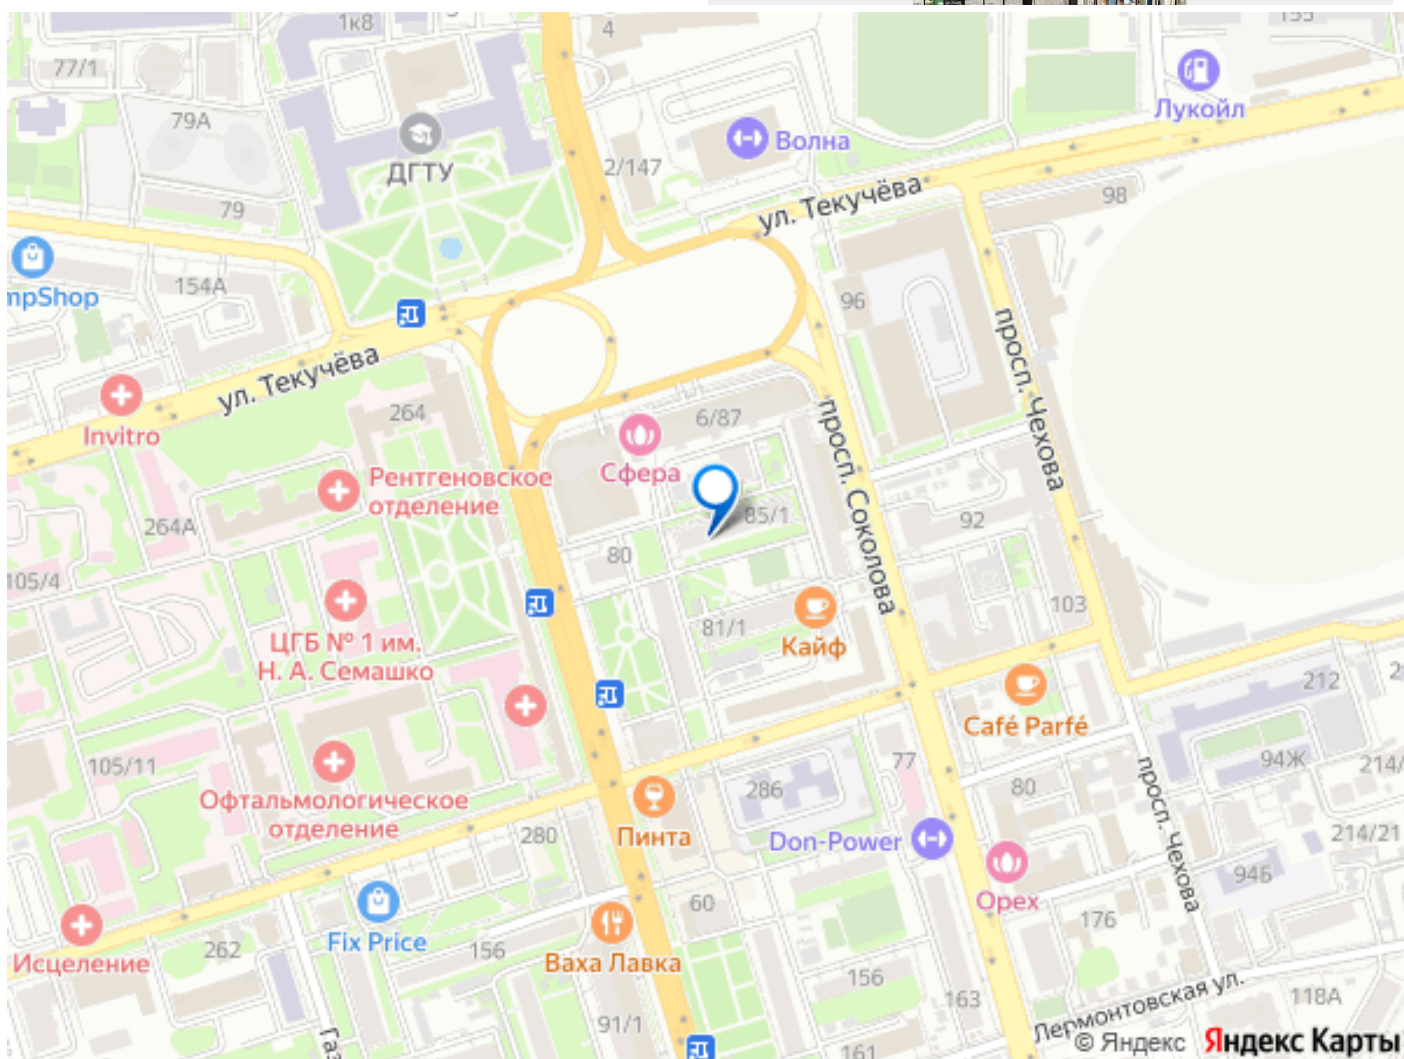 1к8
4
155
77/1
Лукойл
79А
ДГТУ
Волна
2/147
79
ул. Текучёва
98
mpShop
154А
96
просп. Чехова
ул. Текучёва
Invitro
264
6/87
просп. Соколова
Сфера
Рентгеновское
отделение
264А
85/1
92
80
105/4
103
ЦГБ № 1 им.
Н. А. Семашко
81/1
Кайф
212
2
Café Parfé
105/11
77
94Ж
214/
286
80
просп. Чехова
Офтальмологическое
отделение
280
Пинта
Don-Power
214/21
94Б
Орех
60
176
Fix Price
262
156
Исцеление
Ваха Лавка
156
163
118А
Лермонтовская ул.
91/1
Газ
161
© Яндекс Яндекс Карты